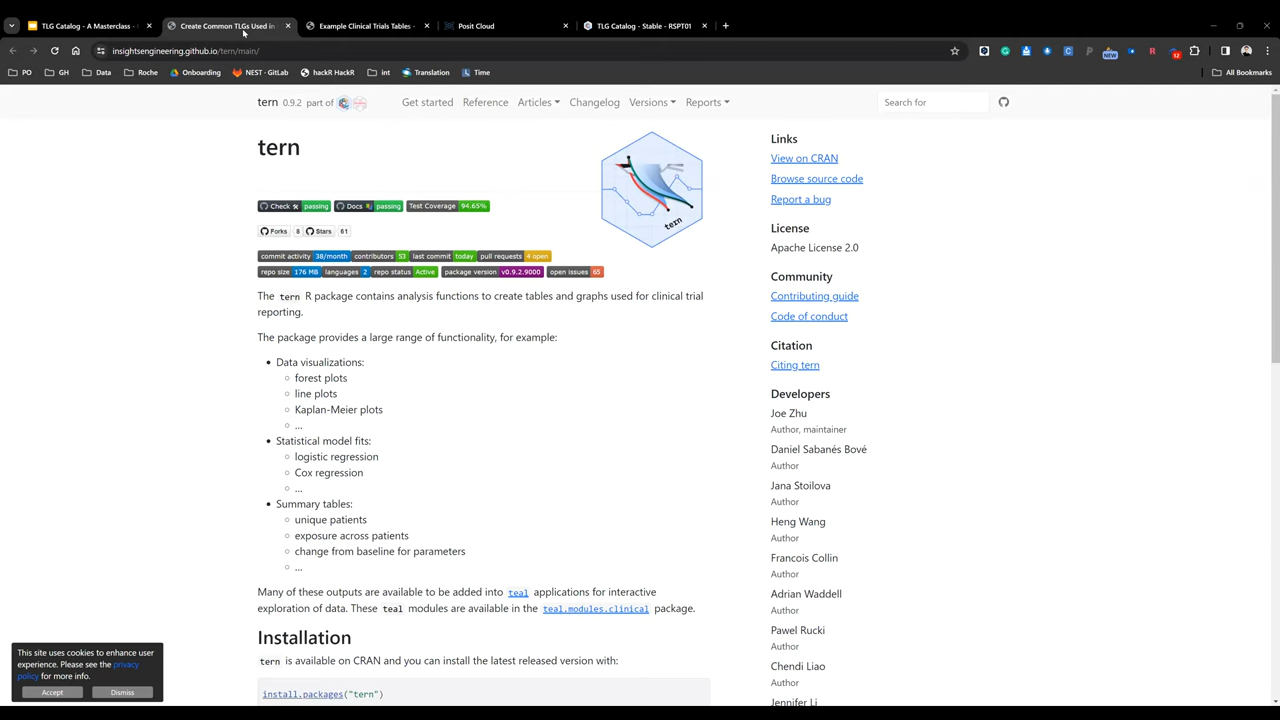 TLG Catalog - A Masterclass -
Create Common TLGs Used in
Example Clinical Trials Tables -
Posit Cloud
TLG Catalog - Stable - RSPT01
insightsengineering.github.io/tern/main/
PO
GH
Data
Roche
Onboarding
NEST - GitLab
hackR HackR
int
Translation
Time
All Bookmarks
NEW
52
tern 0.9.2 part of
Get started
Reference
Articles
Changelog
Versions
Reports
Search for
tern
tern
Check passing
Docs passing
Test Coverage 94.65%
Forks 8
Stars 61
commit activity 38/month
contributors 53
last commit today
pull requests 4 open
repo size 176 MB
languages 2
repo status Active
package version v0.9.2.9000
open issues 65
The tern R package contains analysis functions to create tables and graphs used for clinical trial
reporting.
The package provides a large range of functionality, for example:
Data visualizations:
forest plots
line plots
Kaplan-Meier plots
...
Statistical model fits:
logistic regression
Cox regression
...
Summary tables:
unique patients
exposure across patients
change from baseline for parameters
...
Many of these outputs are available to be added into teal applications for interactive
exploration of data. These teal modules are available in the teal.modules.clinical package.
Installation
tern is available on CRAN and you can install the latest released version with:
install.packages("tern")
Links
View on CRAN
Browse source code
Report a bug
License
Apache License 2.0
Community
Contributing guide
Code of conduct
Citation
Citing tern
Developers
Joe Zhu
Author, maintainer
Daniel Sabanés Bové
Author
Jana Stoilova
Author
Heng Wang
Author
Francois Collin
Author
Adrian Waddell
Author
Pawel Rucki
Author
Chendi Liao
Author
Jennifer Li
This site uses cookies to enhance user
experience. Please see the privacy
policy for more info.
Accept
Dismiss